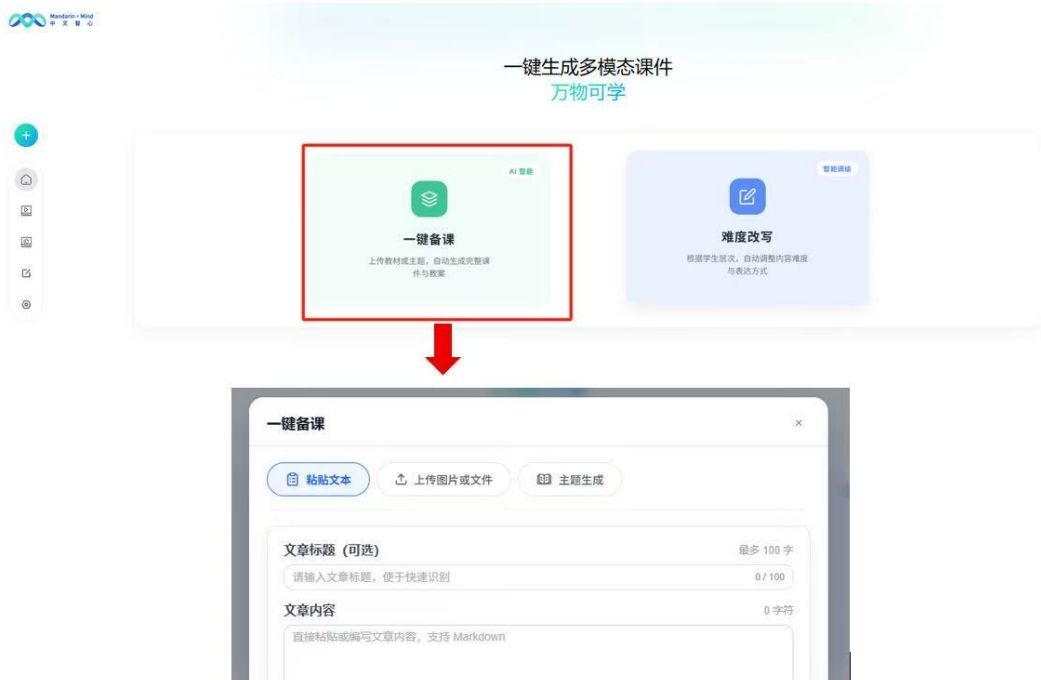 Mandarin × Mind
中 文 智 心
一键生成多模态课件
万物可学
AI 智能
一键备课
上传教材或主题，自动生成完整课
件与教案
智能调级
难度改写
根据学生层次，自动调整内容难度
与表达方式
一键备课
粘贴文本
上传图片或文件
主题生成
文章标题（可选）
最多 100 字
请输入文章标题，便于快速识别
0 / 100
文章内容
0 字符
直接粘贴或编写文章内容，支持 Markdown